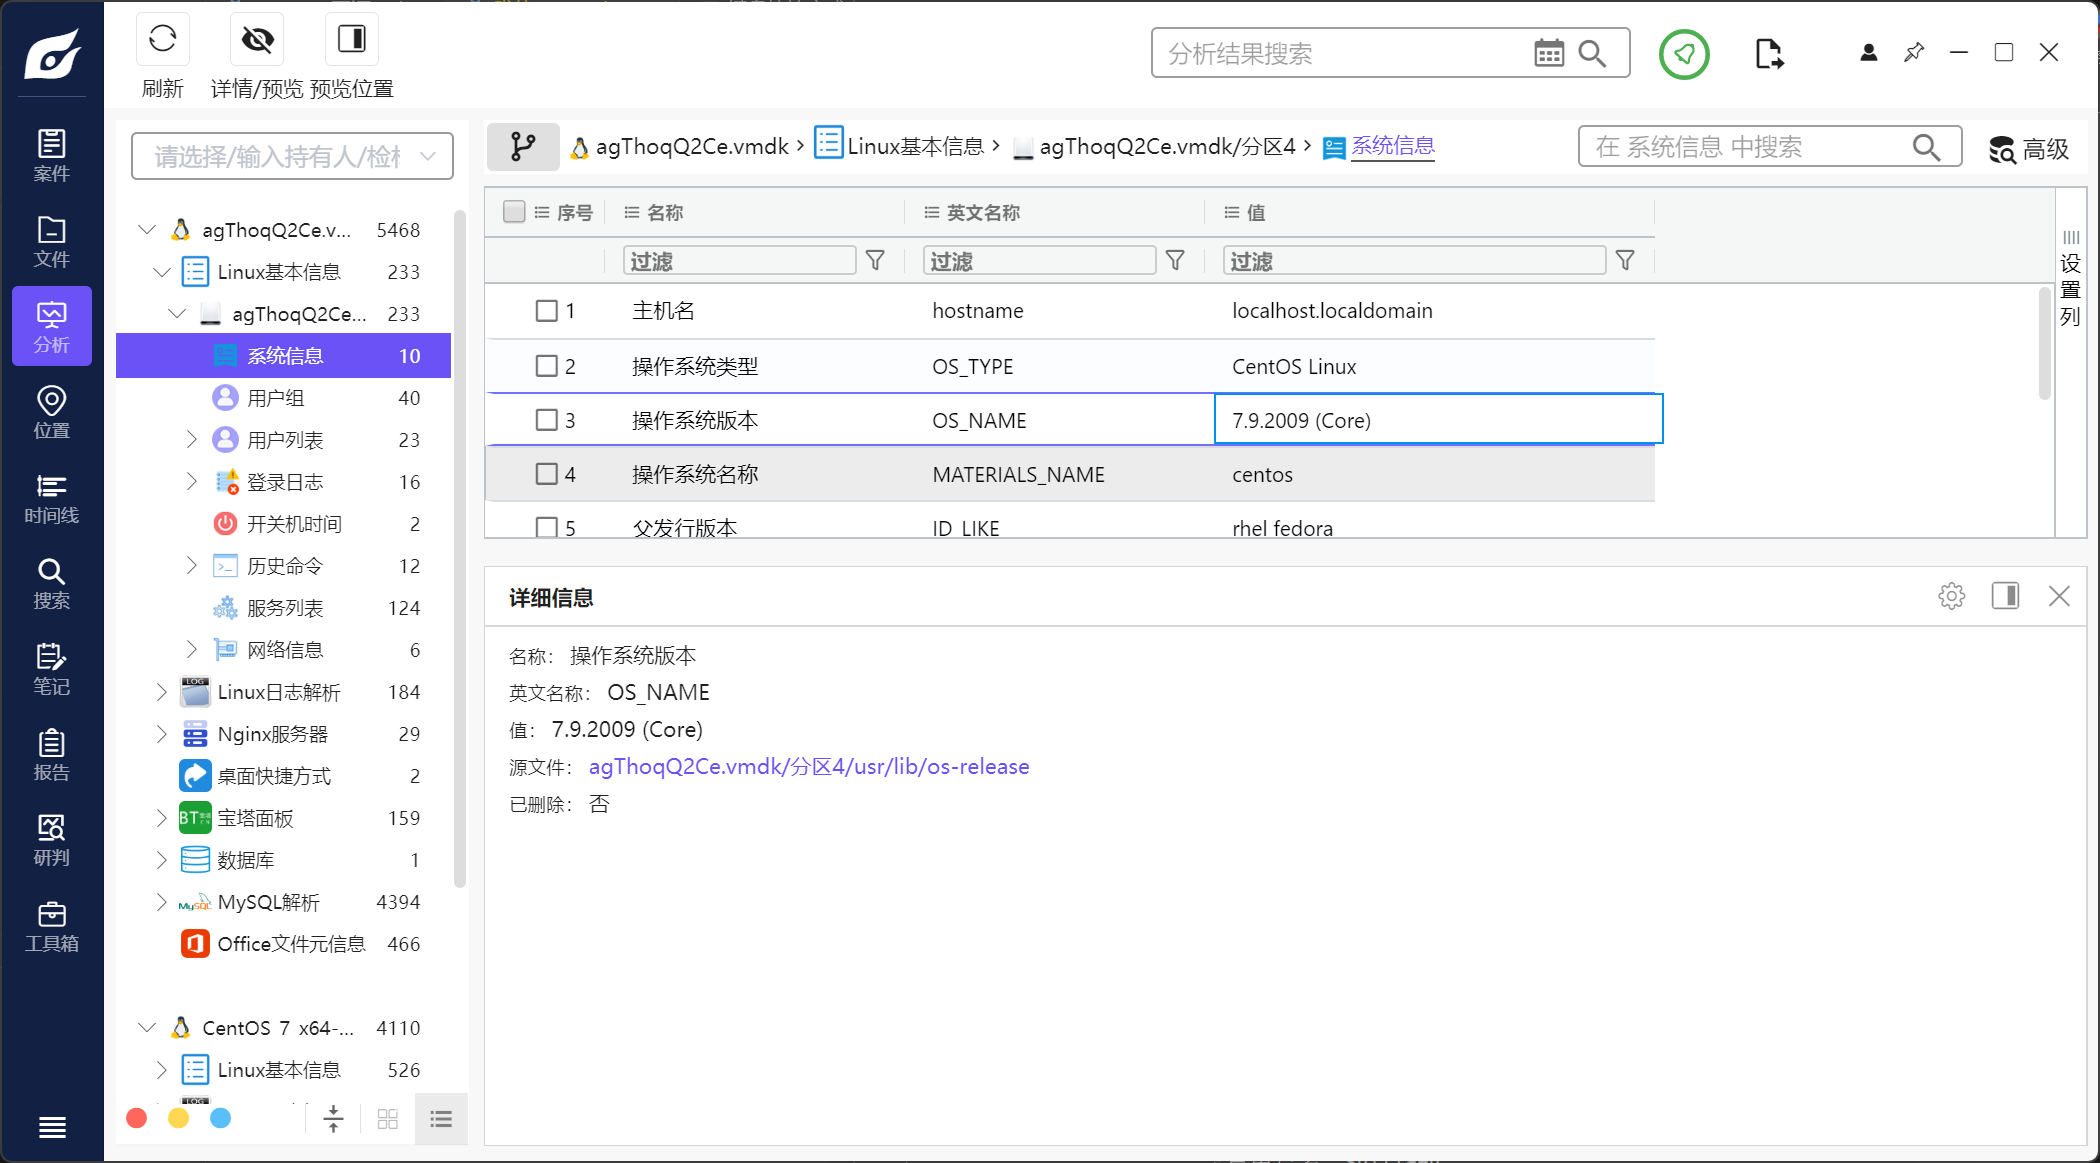 刷新
详情/预览
预览位置
分析结果搜索
案件
文件
分析
位置
时间线
搜索
笔记
报告
研判
工具箱
请选择/输入持有人/检
agThoqQ2Ce.v... 5468
Linux基本信息 233
agThoqQ2Ce... 233
系统信息 10
用户组 40
用户列表 23
登录日志 16
开关机时间 2
历史命令 12
服务列表 124
网络信息 6
LOG Linux日志解析 184
Nginx服务器 29
桌面快捷方式 2
BT 宝塔面板 159
数据库 1
MySQL MySQL解析 4394
Office文件元信息 466
CentOS 7 x64-... 4110
Linux基本信息 526
LOG
agThoqQ2Ce.vmdk › Linux基本信息 › agThoqQ2Ce.vmdk/分区4 › 系统信息
在 系统信息 中搜索
高级
序号 名称 英文名称 值
过滤 过滤 过滤
1 主机名 hostname localhost.localdomain
2 操作系统类型 OS_TYPE CentOS Linux
3 操作系统版本 OS_NAME 7.9.2009 (Core)
4 操作系统名称 MATERIALS_NAME centos
5 父发行版本 ID_LIKE rhel fedora
设置列
详细信息
名称： 操作系统版本
英文名称： OS_NAME
值： 7.9.2009 (Core)
源文件： agThoqQ2Ce.vmdk/分区4/usr/lib/os-release
已删除： 否